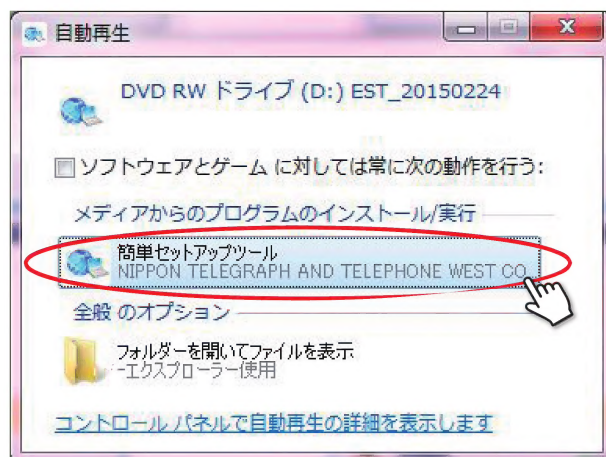 自動再生
DVD RW ドライブ (D:) EST_20150224
ソフトウェアとゲーム に対しては常に次の動作を行う:
メディアからのプログラムのインストール/実行
簡単セットアップツール
NIPPON TELEGRAPH AND TELEPHONE WEST CO
全般 のオプション
フォルダーを開いてファイルを表示
-エクスプローラー使用
コントロール パネルで自動再生の詳細を表示します